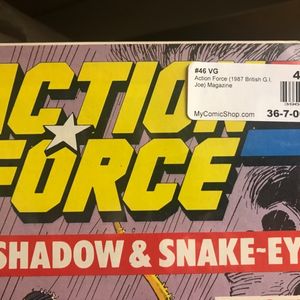 #46 VG
Action Force (1987 British G.I.
Joe) Magazine
MyComicShop.com
36-7-0
ACTION
FORCE
SHADOW & SNAKE-EY